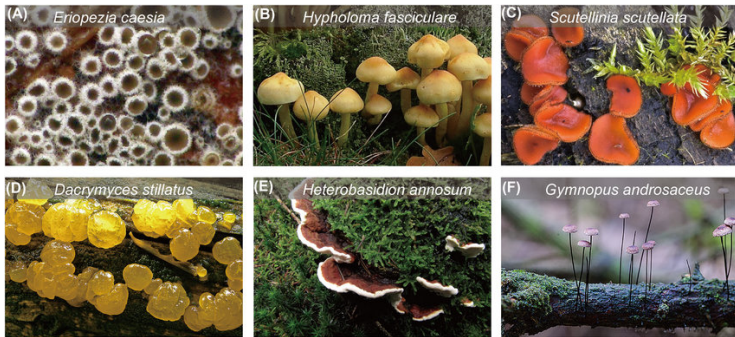 (A) Eriopezia caesia
(B) Hypholoma fasciculare
(C) Scutellinia scutellata
(D) Dacrymyces stillatus
(E) Heterobasidion annosum
(F) Gymnopus androsaceus